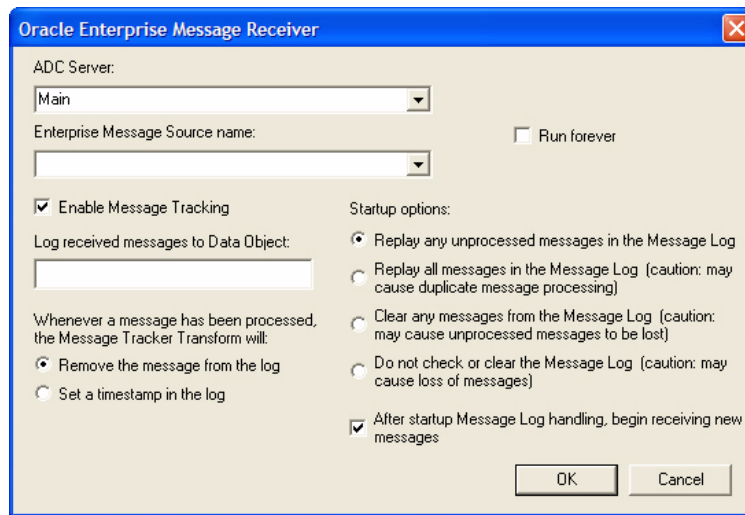 Oracle Enterprise Message Receiver
ADC Server:
Main
Enterprise Message Source name:
Run forever
Enable Message Tracking
Log received messages to Data Object:
Whenever a message has been processed,
the Message Tracker Transform will:
Remove the message from the log
Set a timestamp in the log
Startup options:
Replay any unprocessed messages in the Message Log
Replay all messages in the Message Log (caution: may
cause duplicate message processing)
Clear any messages from the Message Log (caution:
may cause unprocessed messages to be lost)
Do not check or clear the Message Log (caution: may
cause loss of messages)
After startup Message Log handling, begin receiving new
messages
OK
Cancel